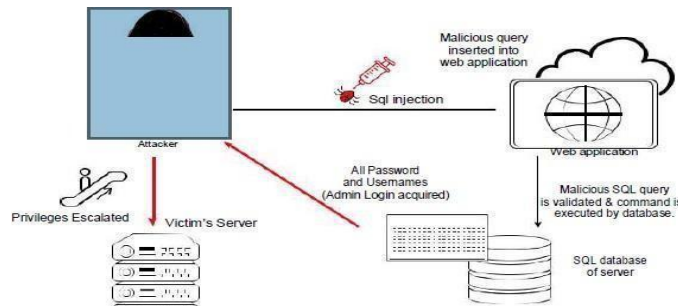 Malicious query
inserted into
web application
Sql injection
Attacker
Web application
All Password
and Usernames
(Admin Login acquired)
Malicious SQL query
is validated & command is
executed by database.
Privileges Escalated
Victim's Server
SQL database
of server